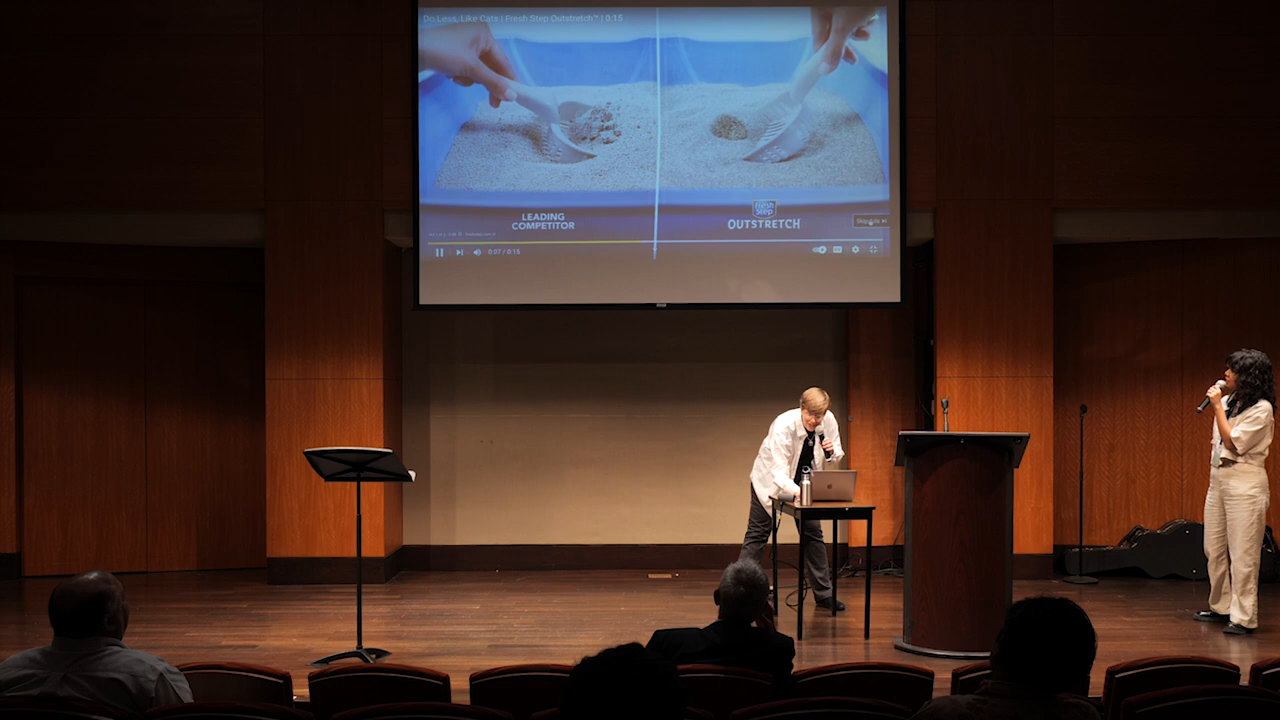 Do Less, Like Cats | Fresh Step Outstretch™ | 0:15
LEADING
COMPETITOR
Fresh
Step
OUTSTRETCH
0:07 / 0:15